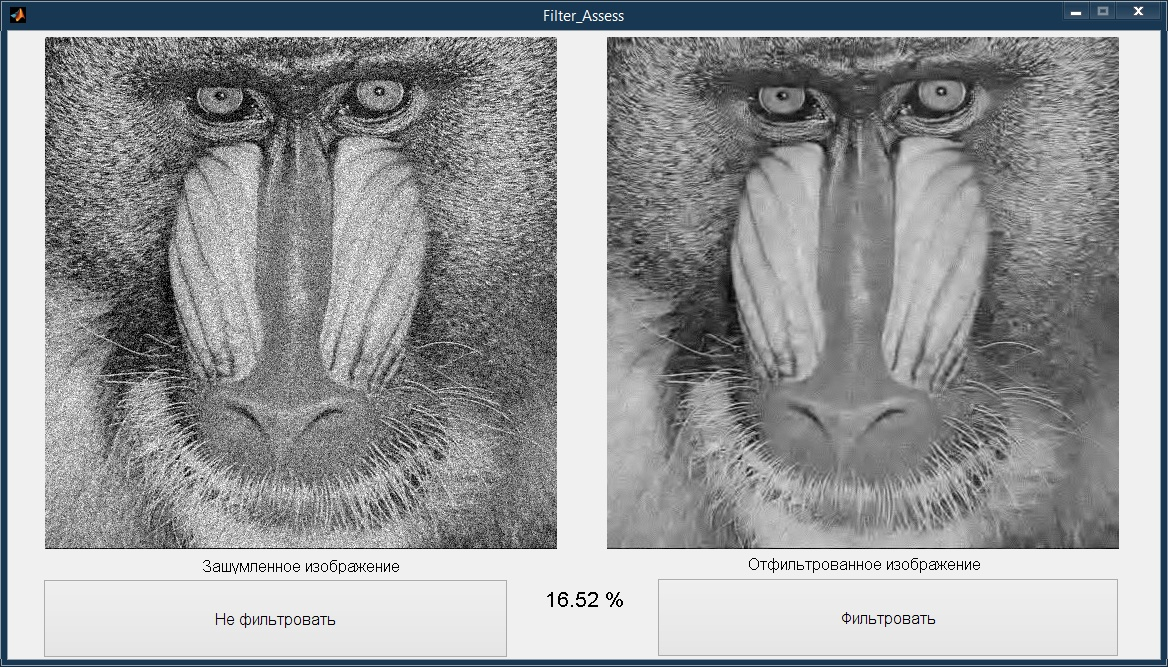 Filter_Assess
Зашумленное изображение
Отфильтрованное изображение
Не фильтровать
16.52 %
Фильтровать